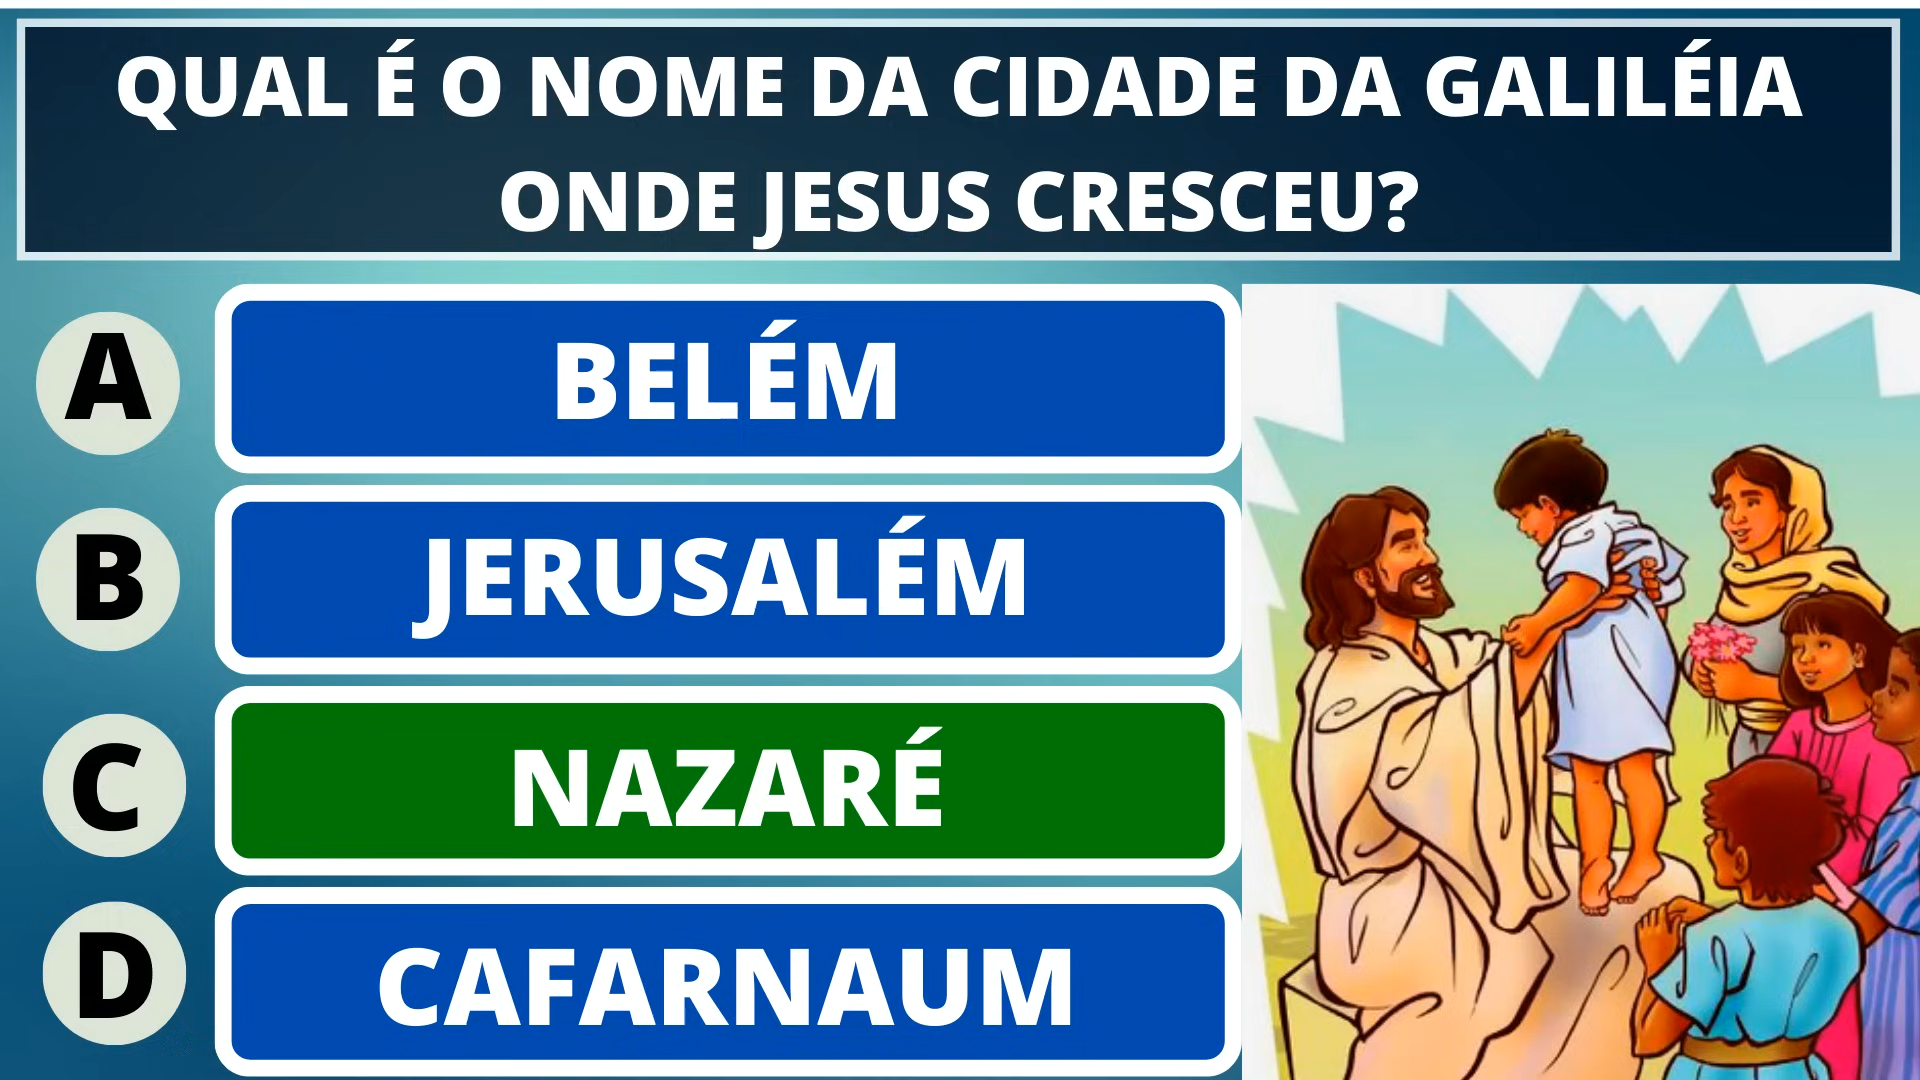 QUAL É O NOME DA CIDADE DA GALILÉIA
ONDE JESUS CRESCEU?
A
BELÉM
B
JERUSALÉM
C
NAZARÉ
D
CAFARNAUM